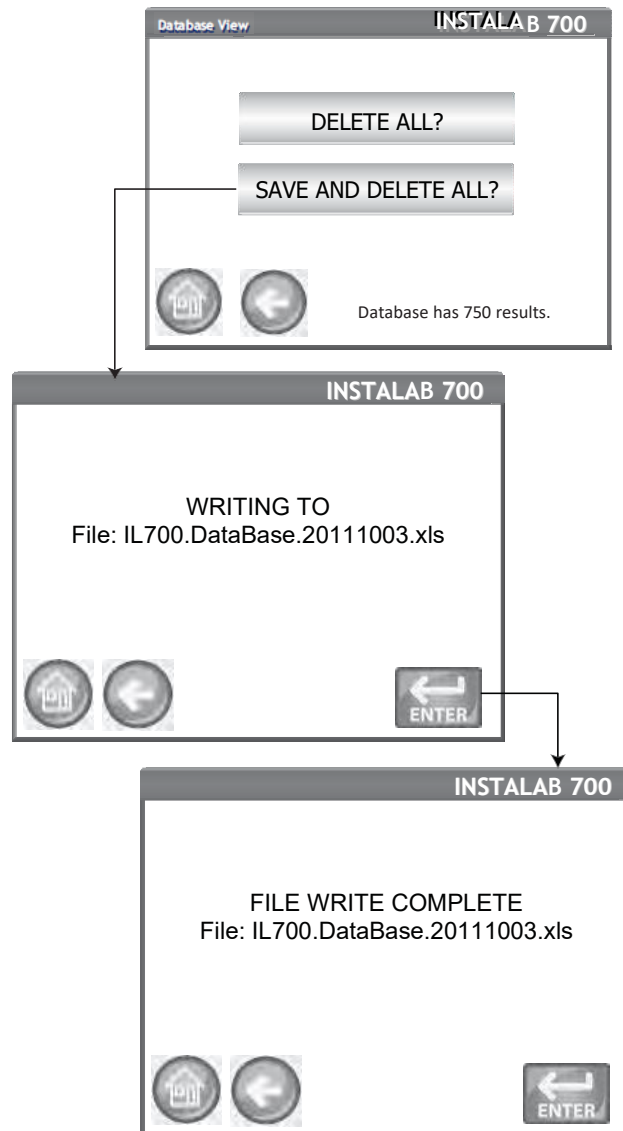 Database View INSTALAB 700
DELETE ALL?
SAVE AND DELETE ALL?
Database has 750 results.
INSTALAB 700
WRITING TO
File: IL700.DataBase.20111003.xls
ENTER
INSTALAB 700
FILE WRITE COMPLETE
File: IL700.DataBase.20111003.xls
ENTER